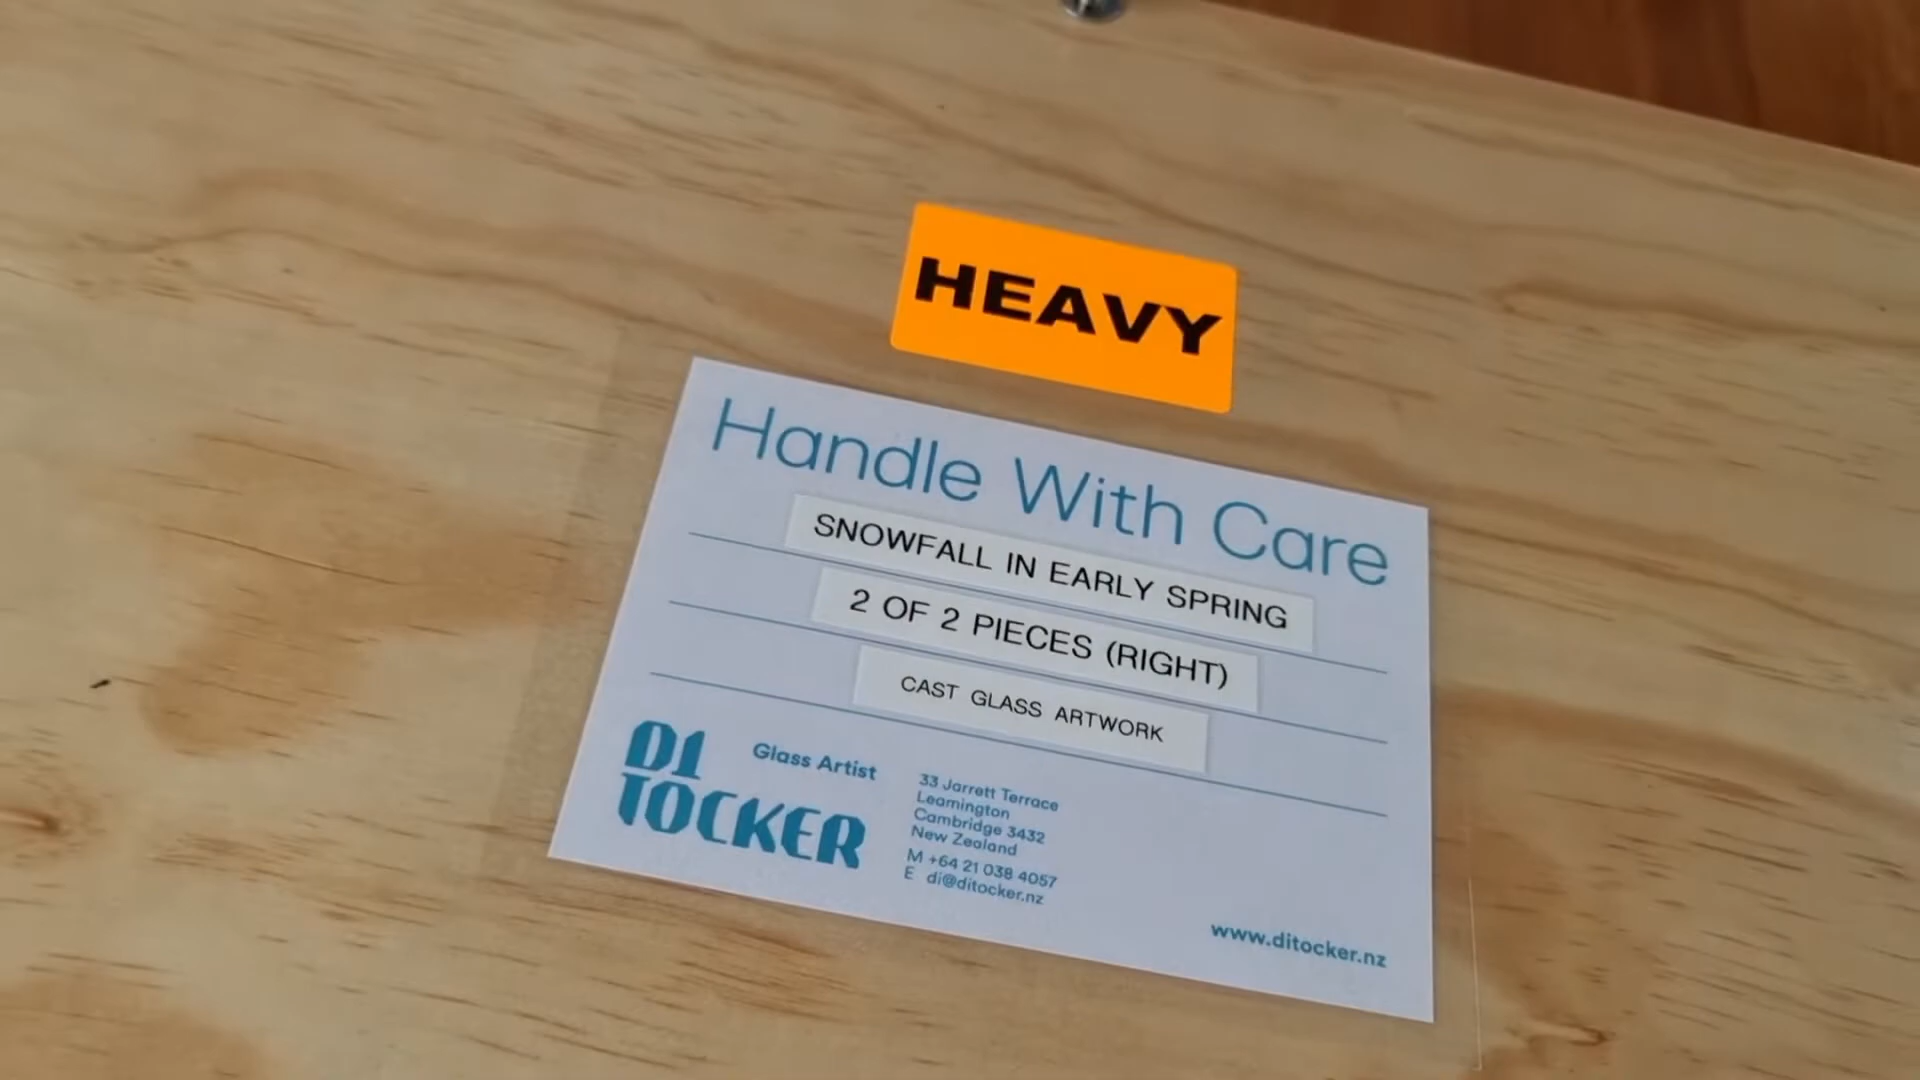 HEAVY
Handle With Care
SNOWFALL IN EARLY SPRING
2 OF 2 PIECES (RIGHT)
CAST GLASS ARTWORK
DI
TOCKER
Glass Artist
33 Jarrett Terrace
Leamington
Cambridge 3432
New Zealand
M +64 21 038 4057
E di@ditocker.nz
www.ditocker.nz